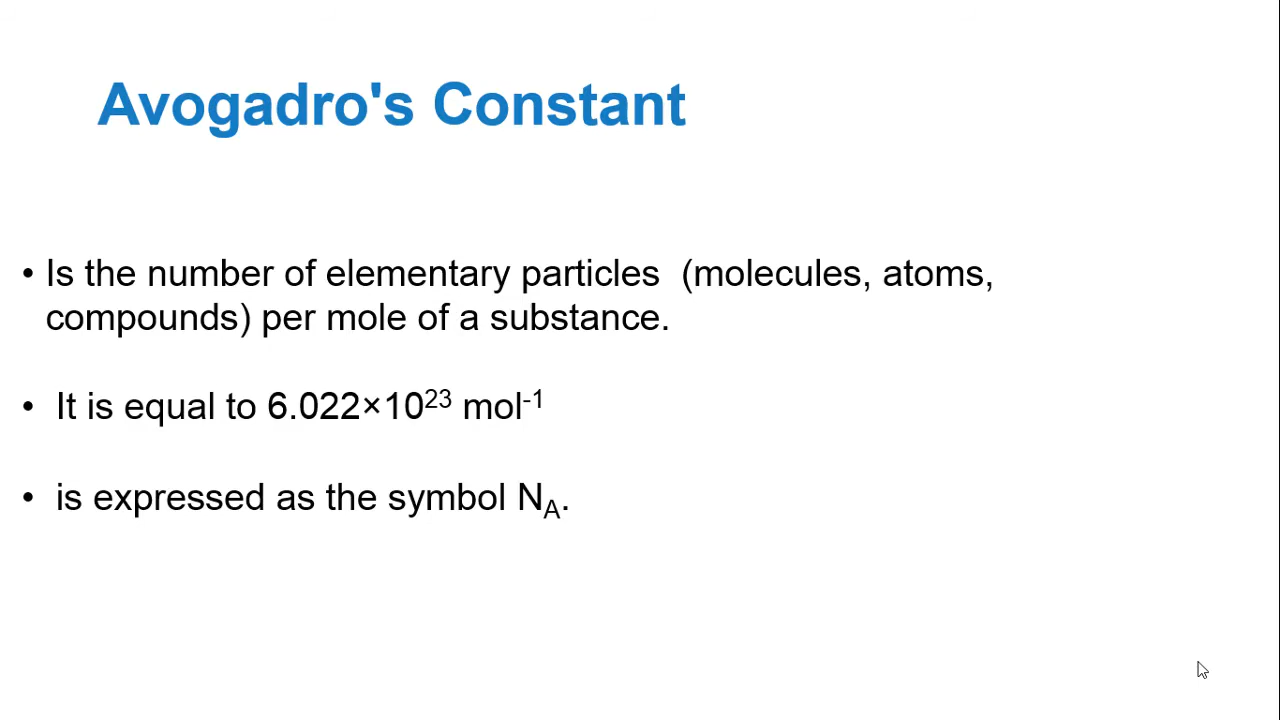 Avogadro's Constant
• Is the number of elementary particles  (molecules, atoms,
compounds) per mole of a substance.
• It is equal to 6.022×10²³ mol⁻¹
• is expressed as the symbol N_A.